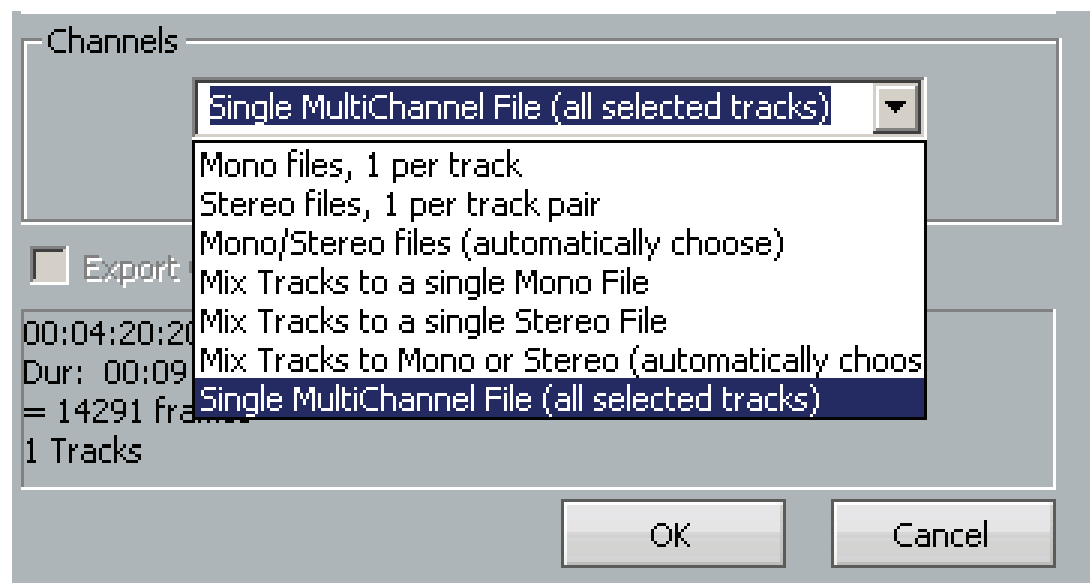 Channels
Single MultiChannel File (all selected tracks)
Mono files, 1 per track
Stereo files, 1 per track pair
Mono/Stereo files (automatically choose)
Mix Tracks to a single Mono File
Mix Tracks to a single Stereo File
Mix Tracks to Mono or Stereo (automatically choos
Single MultiChannel File (all selected tracks)
Export
00:04:20:20
Dur: 00:09
= 14291 frames
1 Tracks
OK Cancel